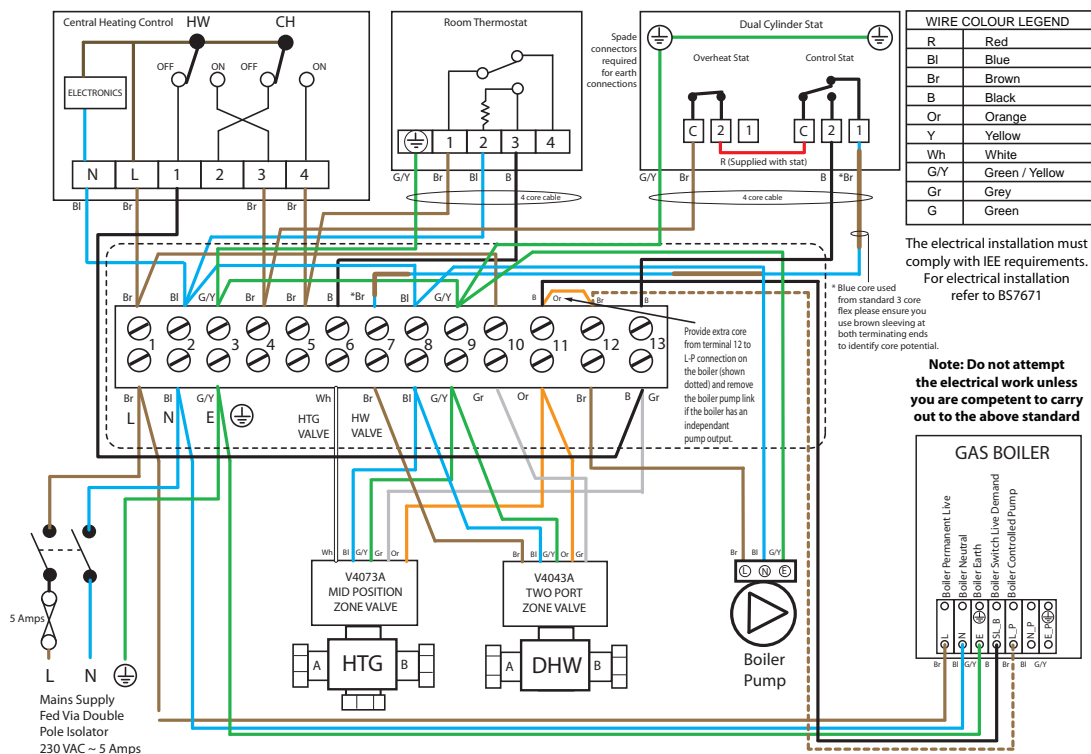 Central Heating Control
HW
CH
OFF
ON
OFF
ON
ELECTRONICS
N
L
1
2
3
4
Bl
Br
Br
Br
Room Thermostat
1
2
3
4
G/Y
Br
Bl
B
4 core cable
Spade
connectors
required
for earth
connections
Dual Cylinder Stat
Overheat Stat
Control Stat
C
2
1
C
2
1
R (Supplied with stat)
G/Y
Br
B
*Br
4 core cable
WIRE COLOUR LEGEND
R Red
Bl Blue
Br Brown
B Black
Or Orange
Y Yellow
Wh White
G/Y Green / Yellow
Gr Grey
G Green
The electrical installation must
comply with IEE requirements.
For electrical installation
refer to BS7671
* Blue core used
from standard 3 core
flex please ensure you
use brown sleeving at
both terminating ends
to identify core potential.
Note: Do not attempt
the electrical work unless
you are competent to carry
out to the above standard
Br
Bl
G/Y
Br
Br
B
*Br
Bl
G/Y
B
Or
Br
B
1
2
3
4
5
6
7
8
9
10
11
12
13
Provide extra core
from terminal 12 to
L-P connection on
the boiler (shown
dotted) and remove
the boiler pump link
if the boiler has an
independant
pump output.
Br
Bl
G/Y
Wh
Br
Bl
G/Y
Gr
Or
Br
B
Gr
L
N
E
HTG
VALVE
HW
VALVE
5 Amps
L
N
Mains Supply
Fed Via Double
Pole Isolator
230 VAC ~ 5 Amps
Wh
Bl
G/Y
Gr
Or
V4073A
MID POSITION
ZONE VALVE
A
HTG
B
Br
Bl
G/Y
Or
Gr
V4043A
TWO PORT
ZONE VALVE
A
DHW
B
Br
Bl
G/Y
L
N
E
Boiler
Pump
GAS BOILER
Boiler Permanent Live
Boiler Neutral
Boiler Earth
Boiler Switch Live Demand
Boiler Controlled Pump
L
N
E
SL_B
L_P
N_P
E_P
Br
Bl
G/Y
B
Br
Bl
G/Y